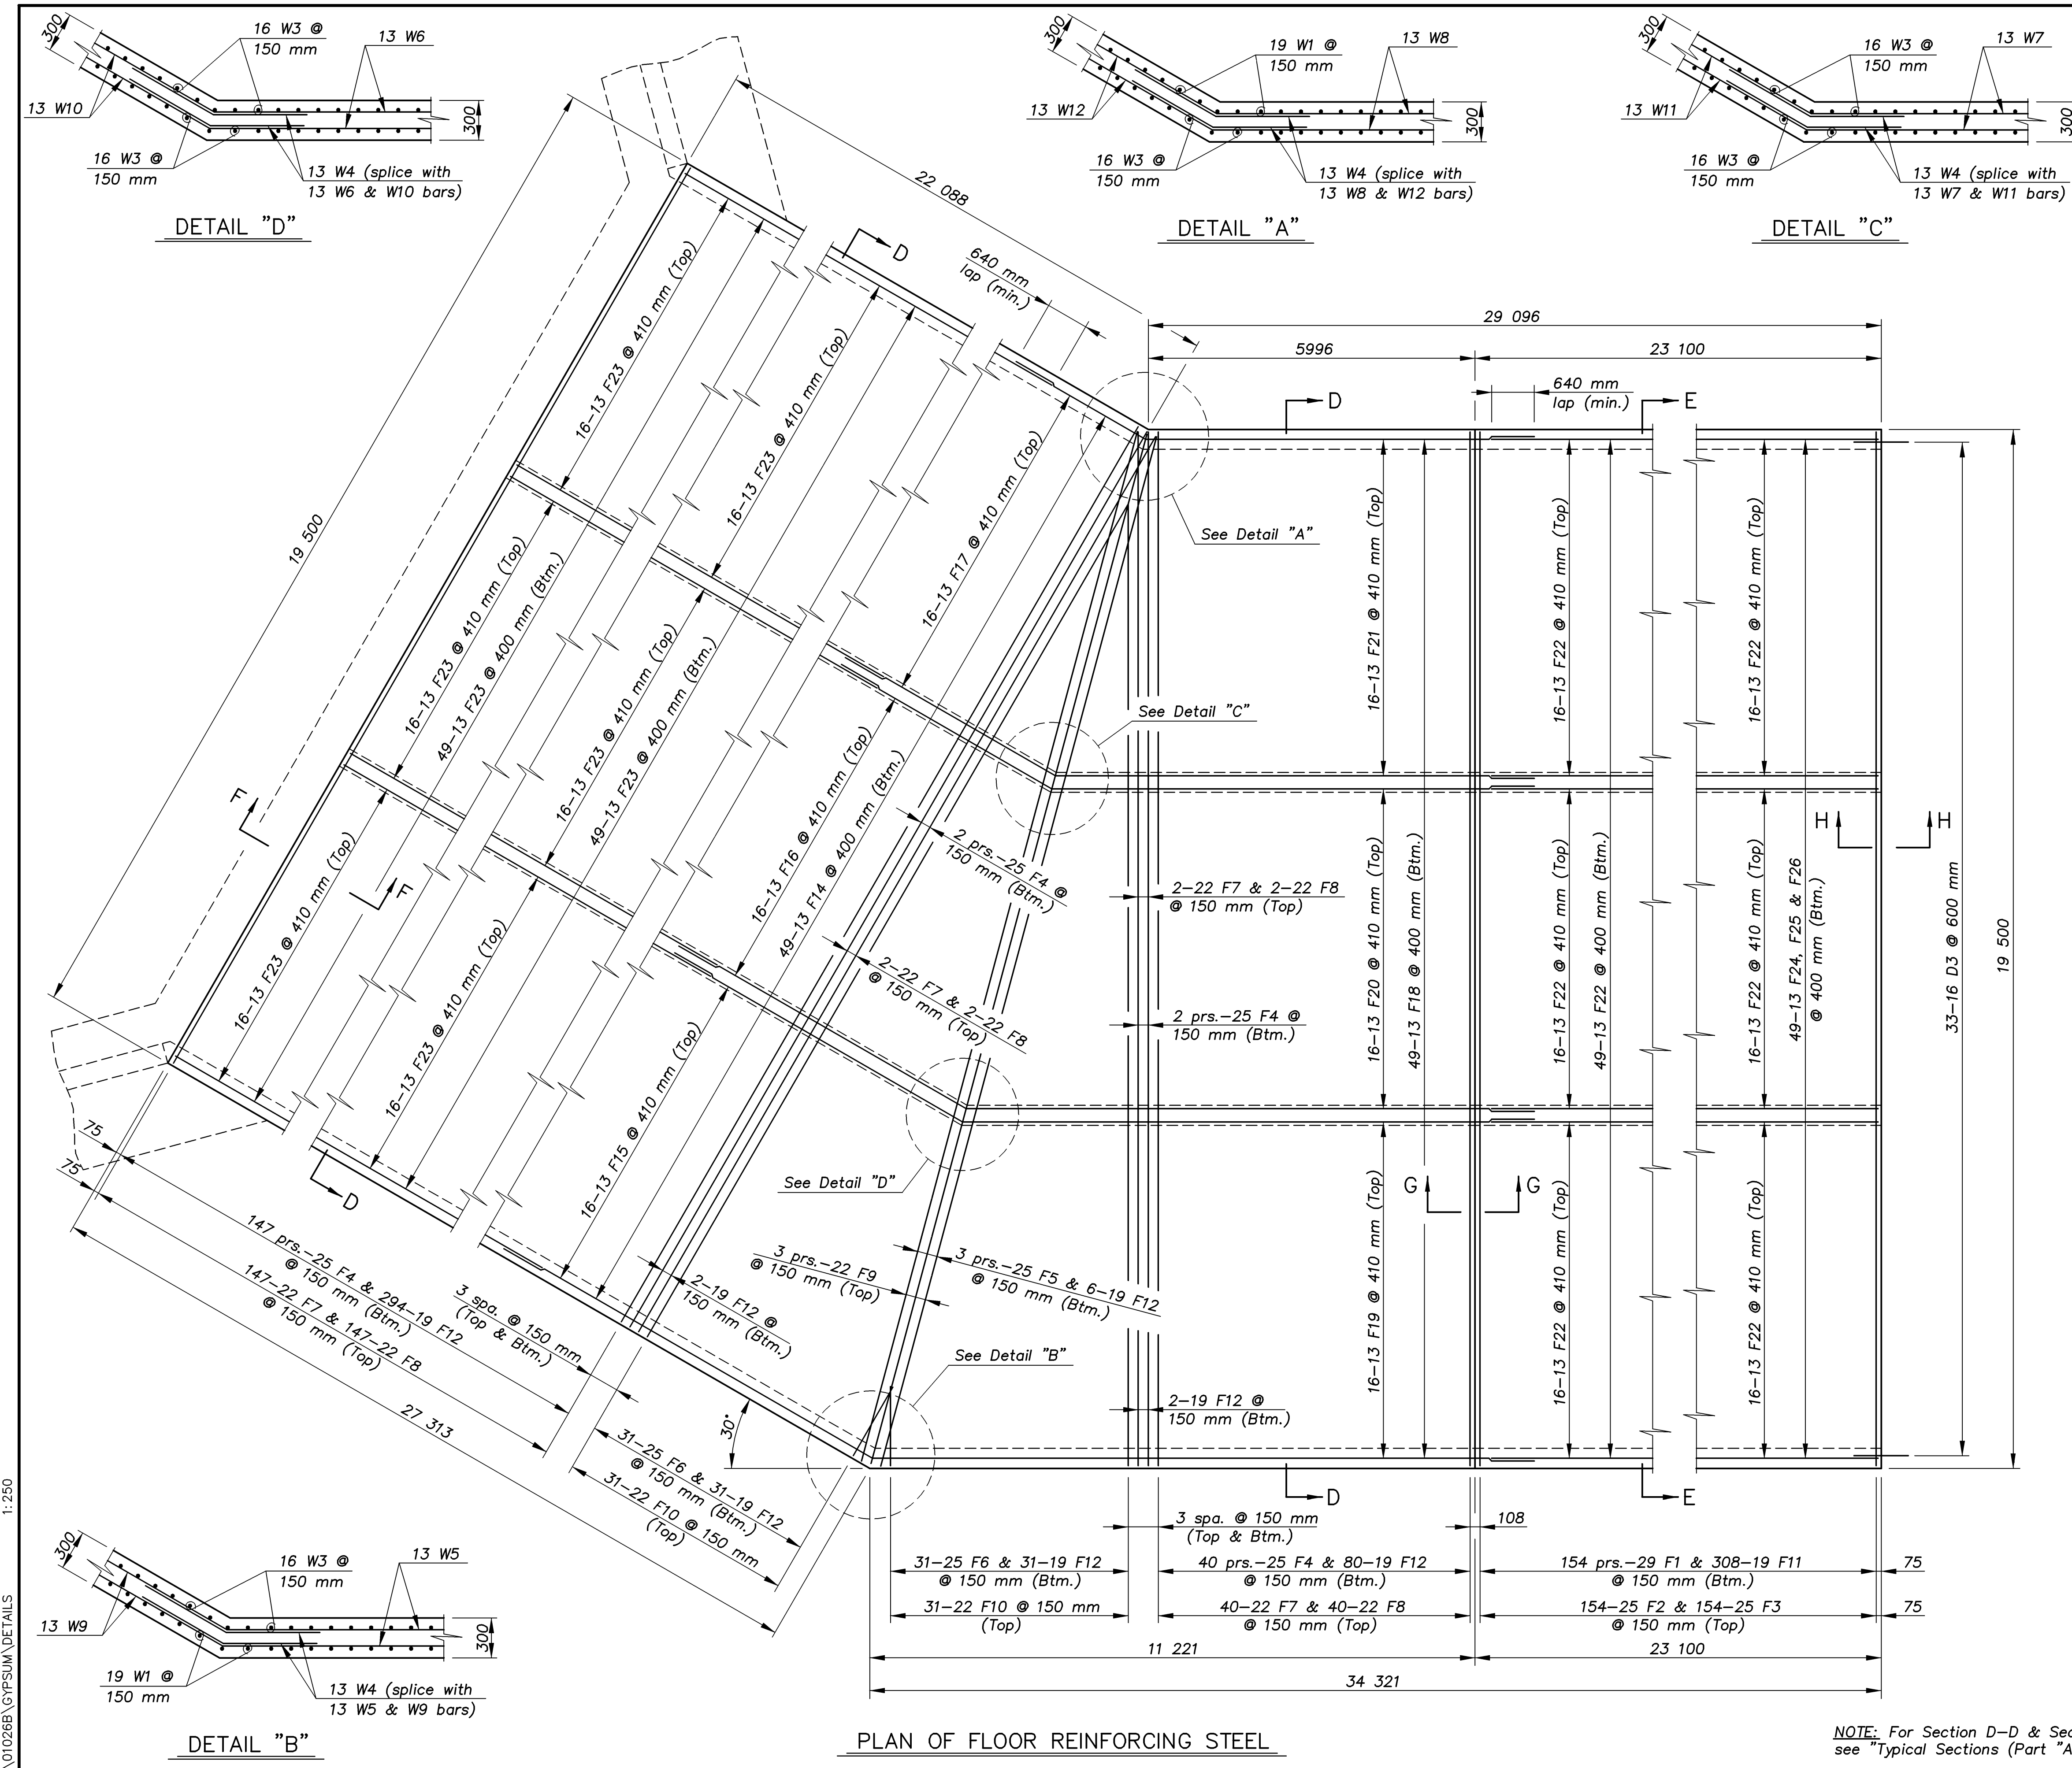 300
16 W3 @
150 mm
13 W6
13 W10
300
16 W3 @
150 mm
13 W4 (splice with
13 W6 & W10 bars)
DETAIL "D"
300
19 W1 @
150 mm
13 W8
13 W12
300
16 W3 @
150 mm
13 W4 (splice with
13 W8 & W12 bars)
DETAIL "A"
300
16 W3 @
150 mm
13 W7
13 W11
300
16 W3 @
150 mm
13 W4 (splice with
13 W7 & W11 bars)
DETAIL "C"
22 088
D
640 mm
lap (min.)
29 096
5996
23 100
640 mm
lap (min.)
D
E
19 500
16-13 F23 @ 410 mm (Top)
16-13 F23 @ 410 mm (Top)
16-13 F17 @ 410 mm (Top)
See Detail "A"
16-13 F21 @ 410 mm (Top)
16-13 F22 @ 410 mm (Top)
16-13 F22 @ 410 mm (Top)
16-13 F23 @ 410 mm (Top)
49-13 F23 @ 400 mm (Btm.)
16-13 F23 @ 410 mm (Top)
49-13 F23 @ 400 mm (Btm.)
16-13 F16 @ 410 mm (Top)
49-13 F14 @ 400 mm (Btm.)
See Detail "C"
2 prs.-25 F4 @
150 mm (Btm.)
2-22 F7 & 2-22 F8
@ 150 mm (Top)
2-22 F7 & 2-22 F8
@ 150 mm (Top)
2 prs.-25 F4 @
150 mm (Btm.)
16-13 F20 @ 410 mm (Top)
49-13 F18 @ 400 mm (Btm.)
16-13 F22 @ 410 mm (Top)
49-13 F22 @ 400 mm (Btm.)
16-13 F22 @ 410 mm (Top)
49-13 F24, F25 & F26
@ 400 mm (Btm.)
H
H
33-16 D3 @ 600 mm
19 500
F
F
16-13 F23 @ 410 mm (Top)
16-13 F23 @ 410 mm (Top)
16-13 F15 @ 410 mm (Top)
See Detail "D"
16-13 F19 @ 410 mm (Top)
G
G
16-13 F22 @ 410 mm (Top)
16-13 F22 @ 410 mm (Top)
75
75
D
147 prs.-25 F4 & 294-19 F12
@ 150 mm (Btm.)
147-22 F7 & 147-22 F8
@ 150 mm (Top)
3 spa. @ 150 mm
(Top & Btm.)
2-19 F12 @
150 mm (Btm.)
3 prs.-22 F9
@ 150 mm (Top)
3 prs.-25 F5 & 6-19 F12
@ 150 mm (Btm.)
See Detail "B"
2-19 F12 @
150 mm (Btm.)
27 313
30°
31-25 F6 & 31-19 F12
@ 150 mm (Btm.)
31-22 F10 @ 150 mm
(Top)
D
E
3 spa. @ 150 mm
(Top & Btm.)
108
31-25 F6 & 31-19 F12
@ 150 mm (Btm.)
40 prs.-25 F4 & 80-19 F12
@ 150 mm (Btm.)
154 prs.-29 F1 & 308-19 F11
@ 150 mm (Btm.)
75
31-22 F10 @ 150 mm
(Top)
40-22 F7 & 40-22 F8
@ 150 mm (Top)
154-25 F2 & 154-25 F3
@ 150 mm (Top)
75
11 221
23 100
34 321
300
16 W3 @
150 mm
13 W5
13 W9
300
19 W1 @
150 mm
13 W4 (splice with
13 W5 & W9 bars)
DETAIL "B"
PLAN OF FLOOR REINFORCING STEEL
NOTE: For Section D-D & Sec
see "Typical Sections (Part "A
1:250
\01026B\GYPSUM\DETAILS